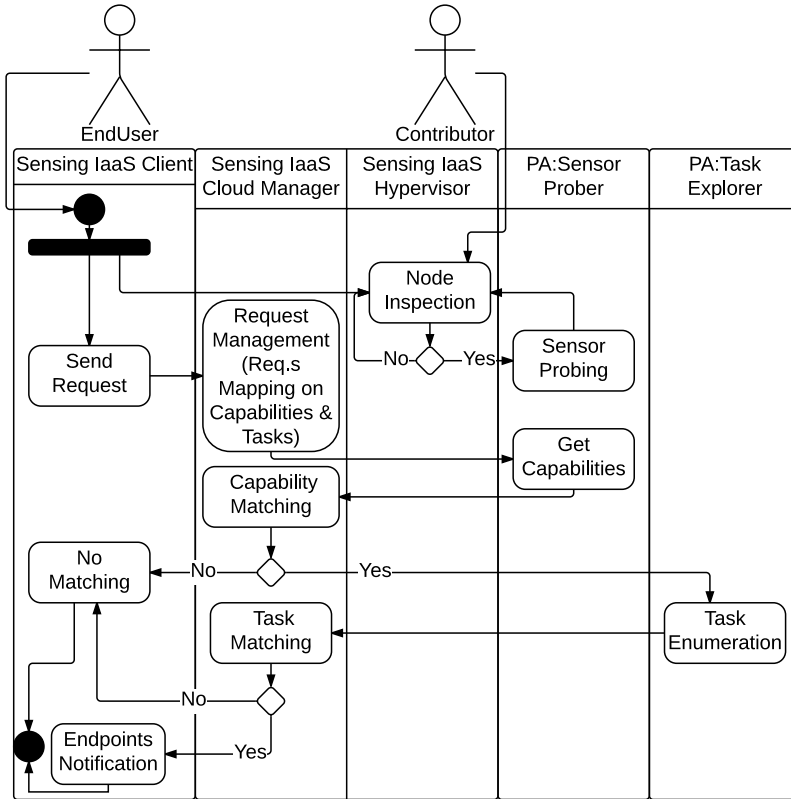 EndUser
Contributor
Sensing IaaS Client
Sensing IaaS
Cloud Manager
Sensing IaaS
Hypervisor
PA:Sensor
Prober
PA:Task
Explorer
Node
Inspection
Request
Management
(Req.s
Mapping on
Capabilities &
Tasks)
Send
Request
No
Yes
Sensor
Probing
Get
Capabilities
Capability
Matching
No
Matching
No
Yes
Task
Matching
Task
Enumeration
No
Endpoints
Notification
Yes